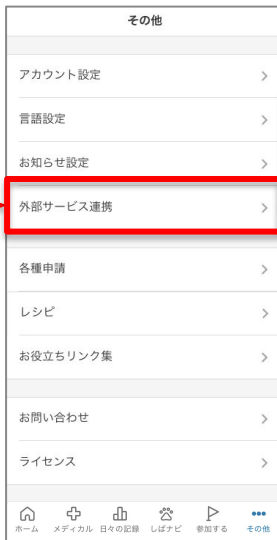 その他
アカウント設定
言語設定
お知らせ設定
外部サービス連携
各種申請
レシピ
お役立ちリンク集
お問い合わせ
ライセンス
ホーム メディカル 日々の記録 しばナビ 参加する その他